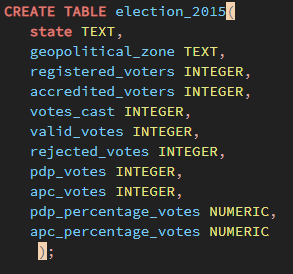 CREATE TABLE election_2015(
state TEXT,
geopolitical_zone TEXT,
registered_voters INTEGER,
accredited_voters INTEGER,
votes_cast INTEGER,
valid_votes INTEGER,
rejected_votes INTEGER,
pdp_votes INTEGER,
apc_votes INTEGER,
pdp_percentage_votes NUMERIC,
apc_percentage_votes NUMERIC
);